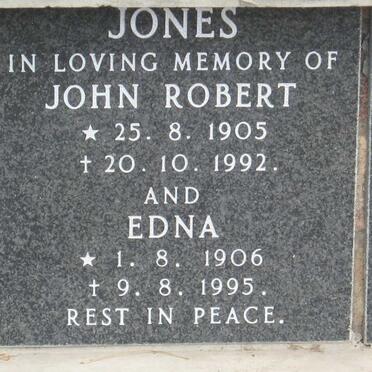 JONES
IN LOVING MEMORY OF
JOHN ROBERT
★ 25. 8. 1905
† 20. 10. 1992.
AND
EDNA
★ 1. 8. 1906
† 9. 8. 1995.
REST IN PEACE.